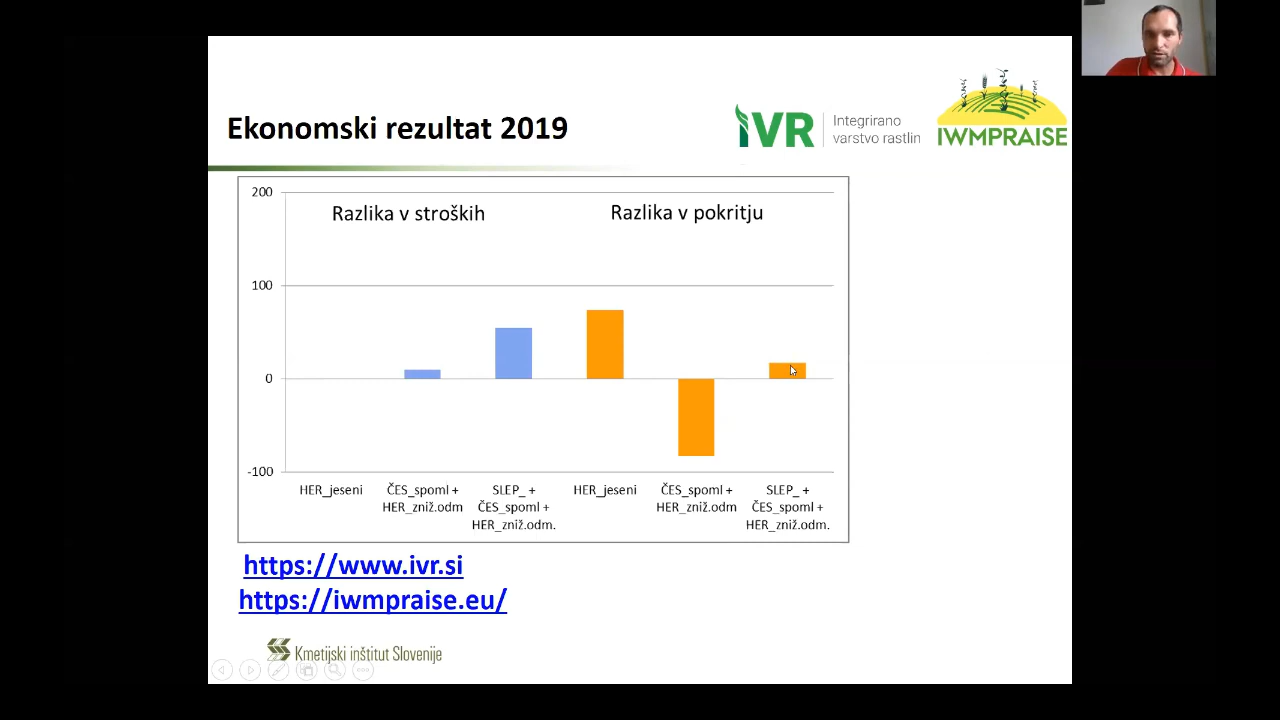 Ekonomski rezultat 2019
iVR
Integrirano
varstvo rastlin
IWMPRAISE
Razlika v stroških
Razlika v pokritju
200
100
0
-100
HER_jeseni
ČES_spoml +
HER_zniž.odm
SLEP_ +
ČES_spoml +
HER_zniž.odm.
HER_jeseni
ČES_spoml +
HER_zniž.odm
SLEP_ +
ČES_spoml +
HER_zniž.odm.
https://www.ivr.si
https://iwmpraise.eu/
Kmetijski inštitut Slovenije